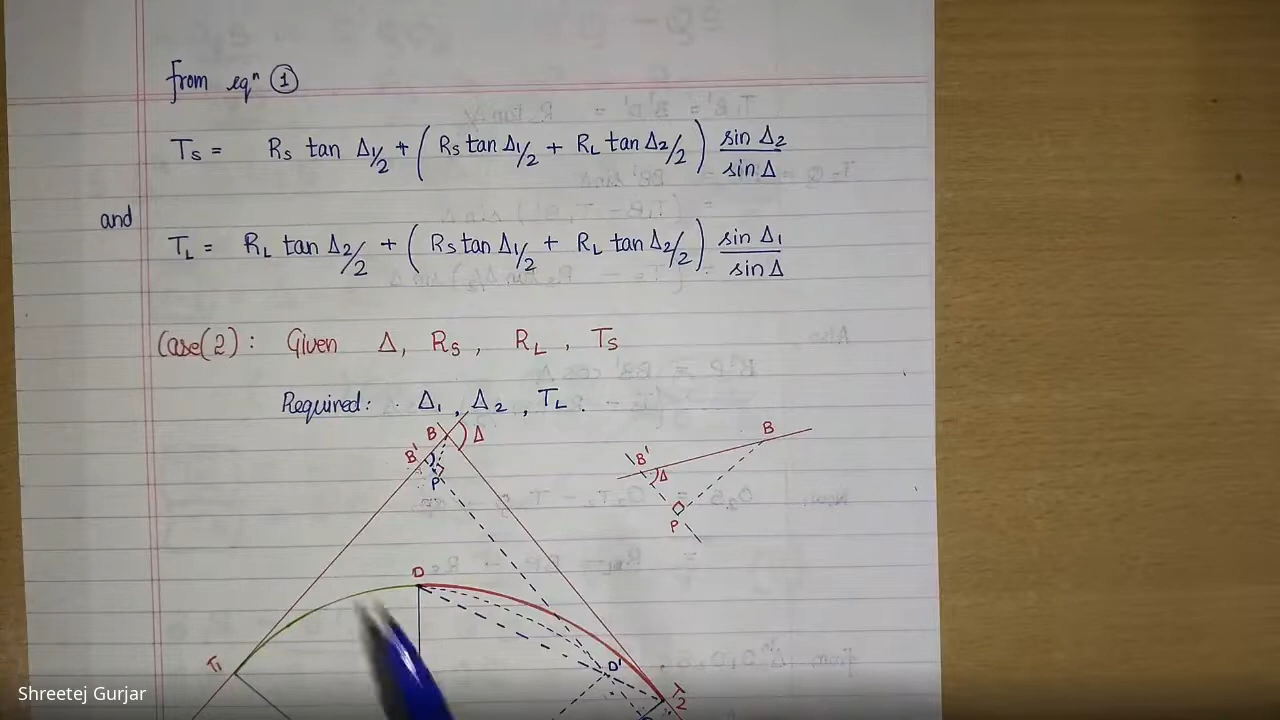 from eqⁿ ①
Ts = Rs tan Δ1/2 + (Rs tan Δ1/2 + RL tan Δ2/2) sin Δ2 / sin Δ
and
TL = RL tan Δ2/2 + (Rs tan Δ1/2 + RL tan Δ2/2) sin Δ1 / sin Δ
Case(2): Given Δ, Rs, RL, Ts
Required: Δ1, Δ2, TL.
B Δ
B'
P
B
B'
Δ
P
D
T1
D'
T2
Shreetej Gurjar